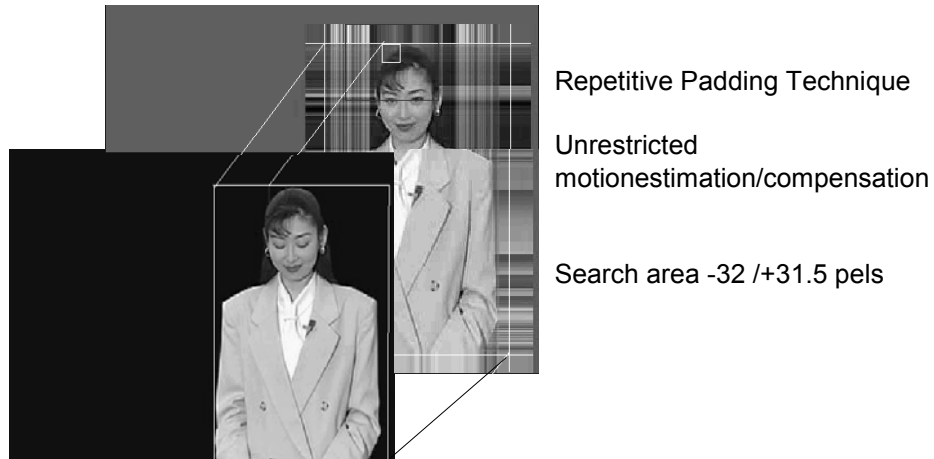 Repetitive Padding Technique
Unrestricted
motionestimation/compensation
Search area -32 /+31.5 pels